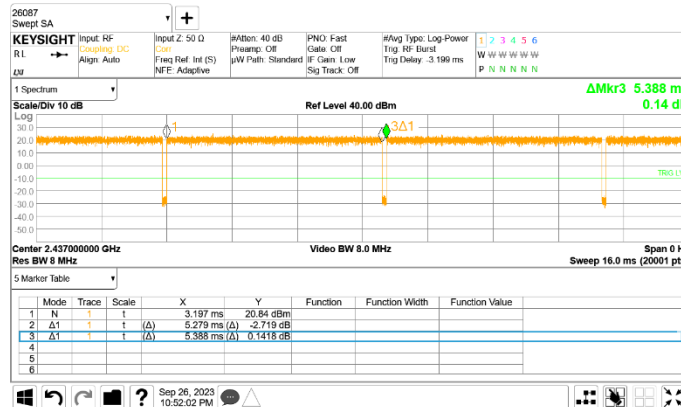 26087
Swept SA
+
KEYSIGHT Input: RF Input Z: 50 Ω #Atten: 40 dB PNO: Fast #Avg Type: Log-Power 1 2 3 4 5 6
RL Coupling: DC Corr Preamp: Off Gate: Off Trig: RF Burst W W W W W W
Align: Auto Freq Ref: Int (S) µW Path: Standard IF Gain: Low Trig Delay: -3.199 ms P N N N N N
NFE: Adaptive Sig Track: Off
1 Spectrum ΔMkr3 5.388 m
Scale/Div 10 dB Ref Level 40.00 dBm 0.14 d
Log
30.0 1 3Δ1
20.0
10.0
0.00
-10.0 TRIG L
-20.0
-30.0
-40.0
-50.0
Center 2.437000000 GHz Video BW 8.0 MHz Span 0 H
Res BW 8 MHz Sweep 16.0 ms (20001 pt
5 Marker Table
Mode Trace Scale X Y Function Function Width Function Value
1 N 1 t 3.197 ms 20.84 dBm
2 Δ1 1 t (Δ) 5.279 ms (Δ) -2.719 dB
3 Δ1 1 t (Δ) 5.388 ms (Δ) 0.1418 dB
4
5
6
? Sep 26, 2023
10:52:02 PM